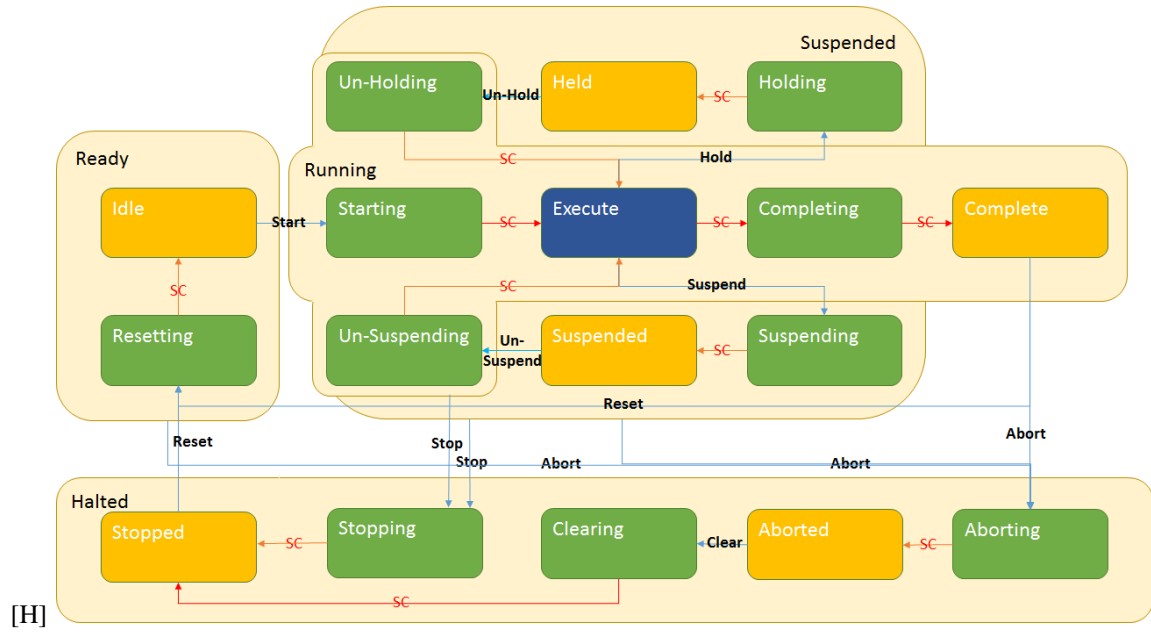 Suspended
Un-Holding
Un-Hold
Held
SC
Holding
Ready
SC
Hold
Running
Idle
Start
Starting
SC
Execute
SC
Completing
SC
Complete
SC
SC
Suspend
Resetting
Un-Suspending
Un-
Suspend
Suspended
SC
Suspending
Reset
Reset
Stop
Stop
Abort
Abort
Abort
Halted
Stopped
SC
Stopping
Clearing
Clear
Aborted
SC
Aborting
SC
[H]